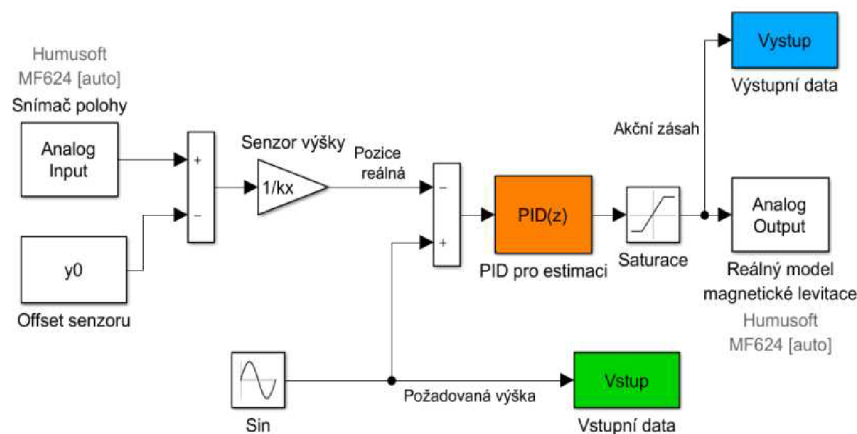 Humusoft
MF624 [auto]
Snímač polohy
Analog
Input
+
−
y0
Offset senzoru
Senzor výšky
1/kx
Pozice
reálná
−
+
PID(z)
PID pro estimaci
Saturace
Akční zásah
Vystup
Výstupní data
Analog
Output
Reálný model
magnetické levitace
Humusoft
MF624 [auto]
Sin
Požadovaná výška
Vstup
Vstupní data